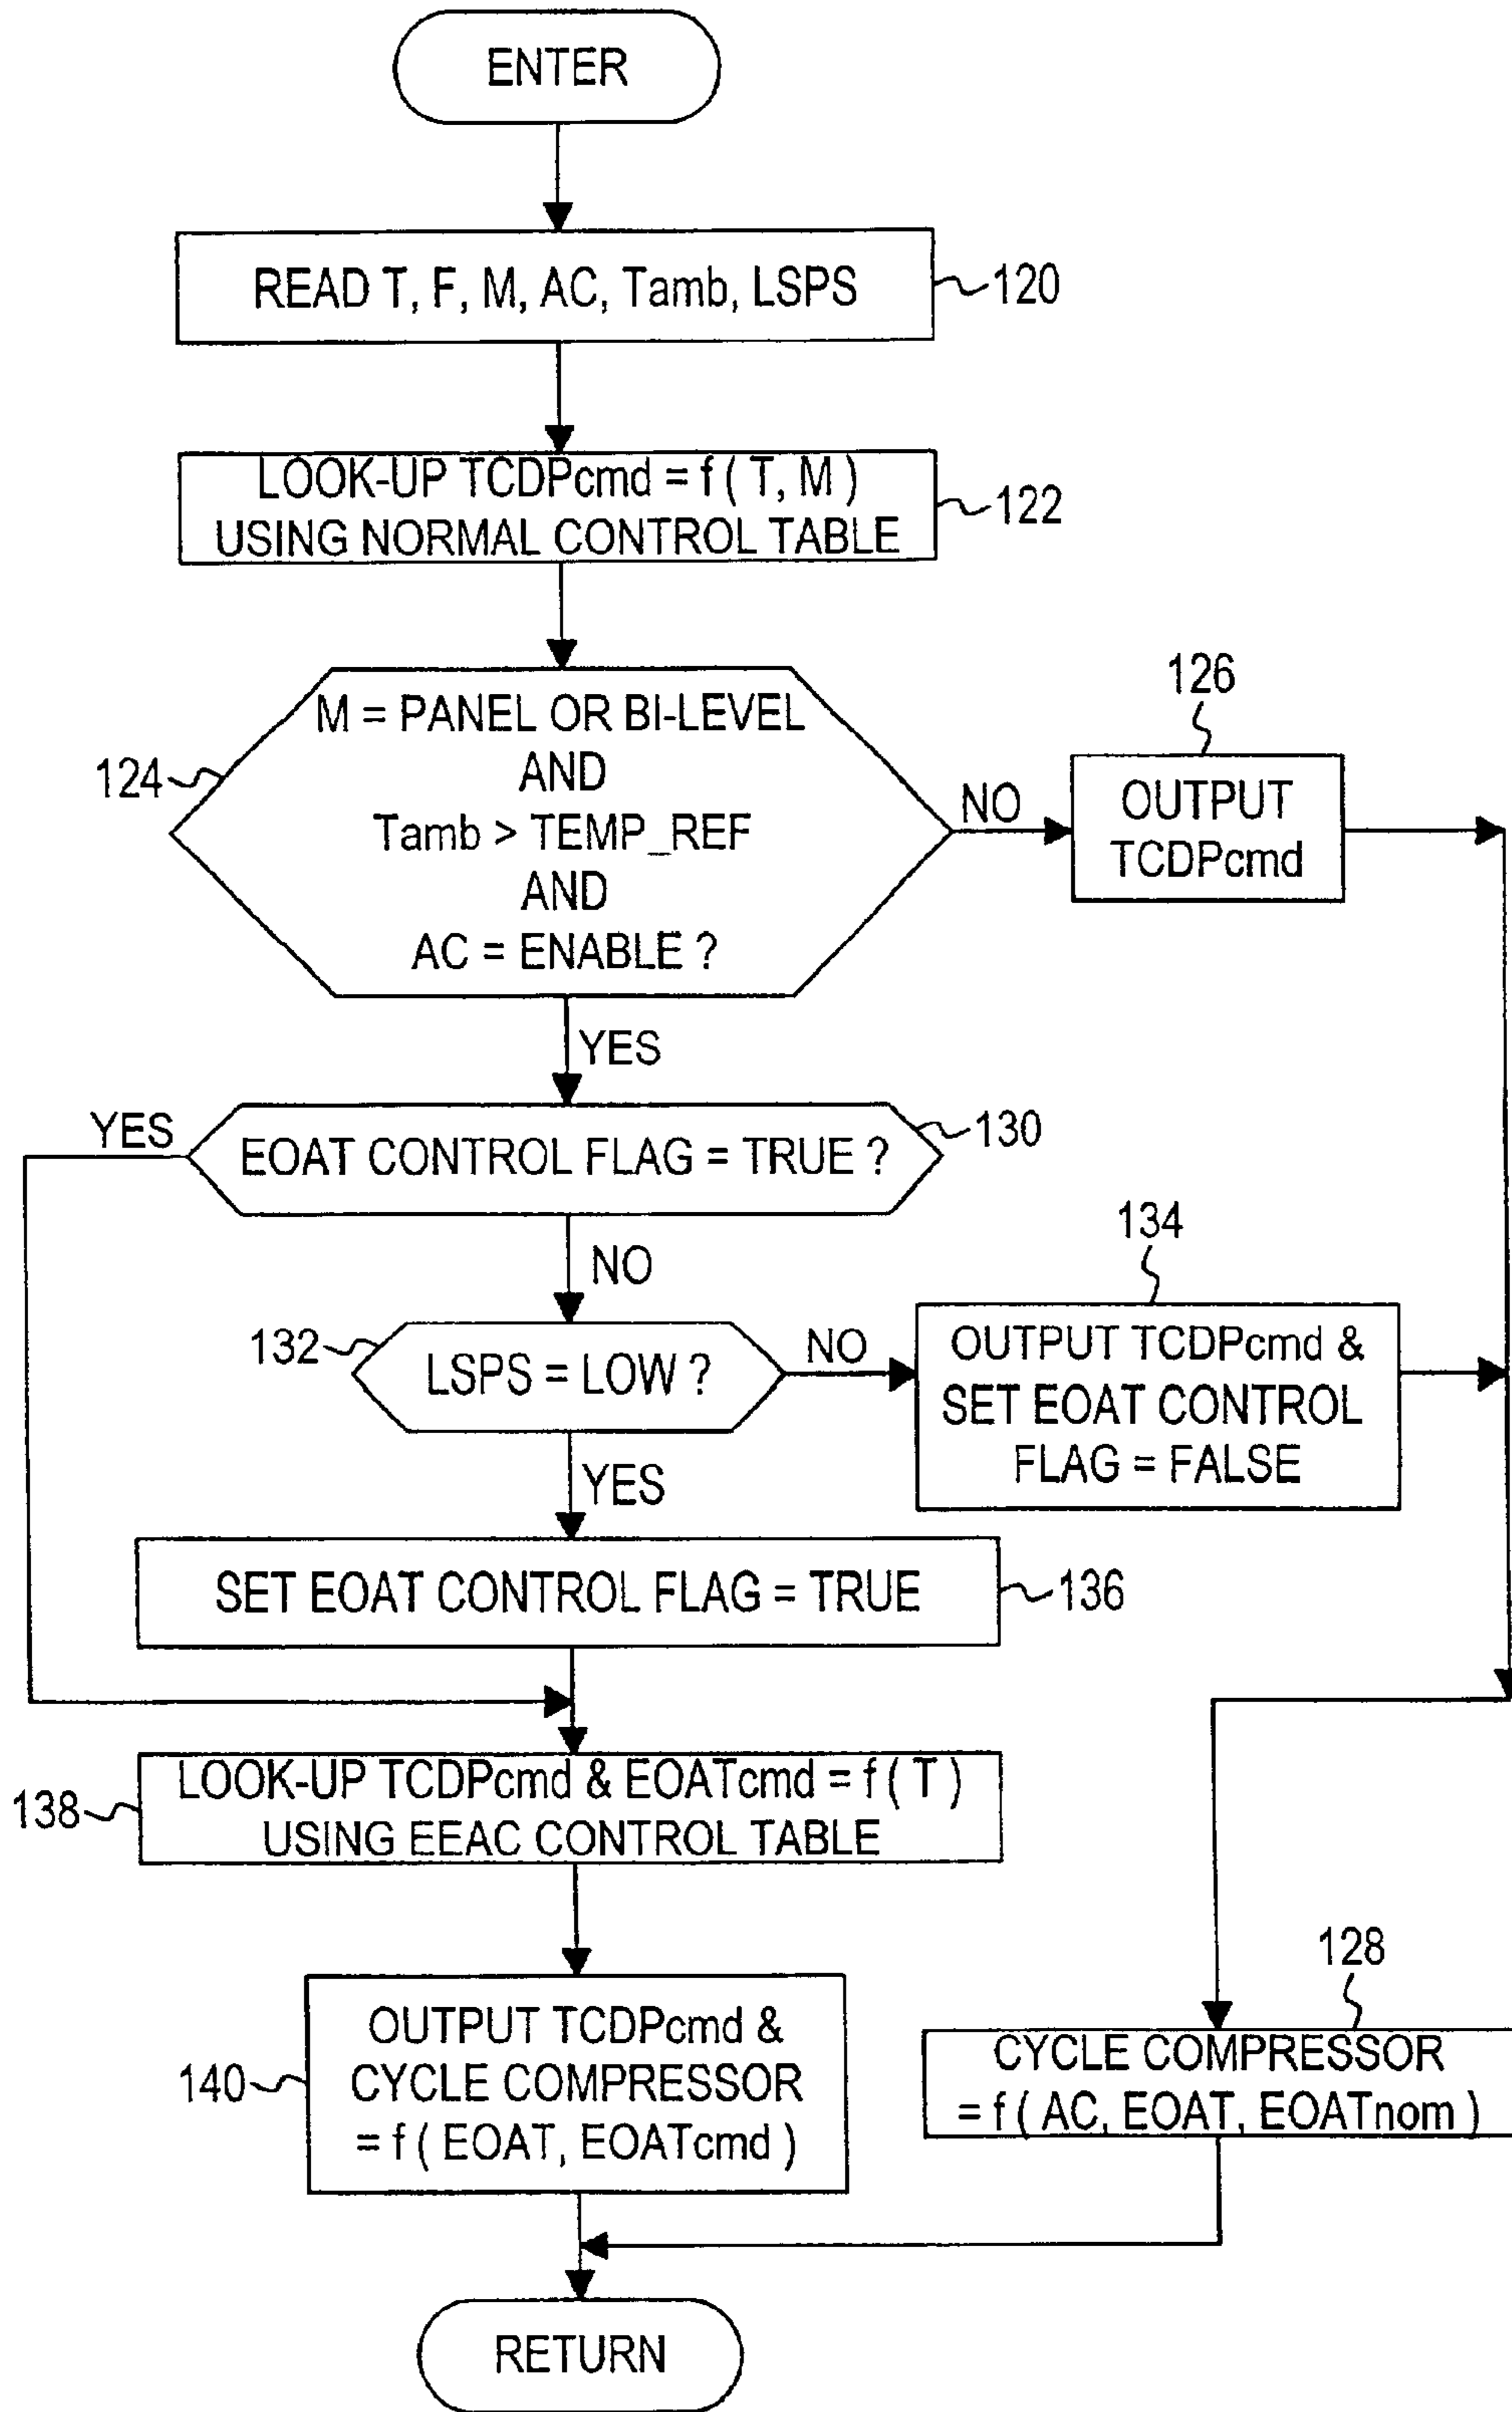 ENTER
READ T, F, M, AC, Tamb, LSPS
120
LOOK-UP TCDPcmd = f ( T, M )
USING NORMAL CONTROL TABLE
122
124
M = PANEL OR BI-LEVEL
AND
Tamb > TEMP_REF
AND
AC = ENABLE ?
NO
126
OUTPUT
TCDPcmd
YES
YES
EOAT CONTROL FLAG = TRUE ?
130
NO
132
LSPS = LOW ?
NO
134
OUTPUT TCDPcmd &
SET EOAT CONTROL
FLAG = FALSE
YES
SET EOAT CONTROL FLAG = TRUE
136
138
LOOK-UP TCDPcmd & EOATcmd = f ( T )
USING EEAC CONTROL TABLE
140
OUTPUT TCDPcmd &
CYCLE COMPRESSOR
= f ( EOAT, EOATcmd )
128
CYCLE COMPRESSOR
= f ( AC, EOAT, EOATnom )
RETURN